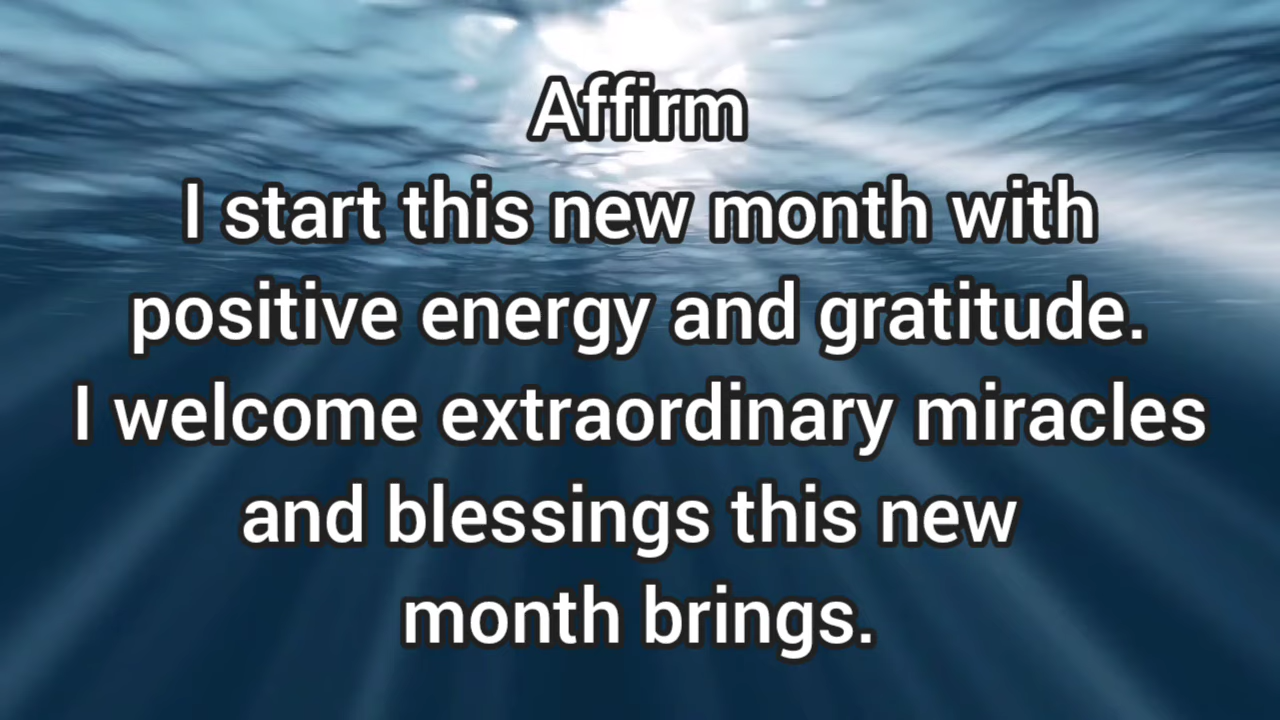 Affirm
I start this new month with
positive energy and gratitude.
I welcome extraordinary miracles
and blessings this new
month brings.